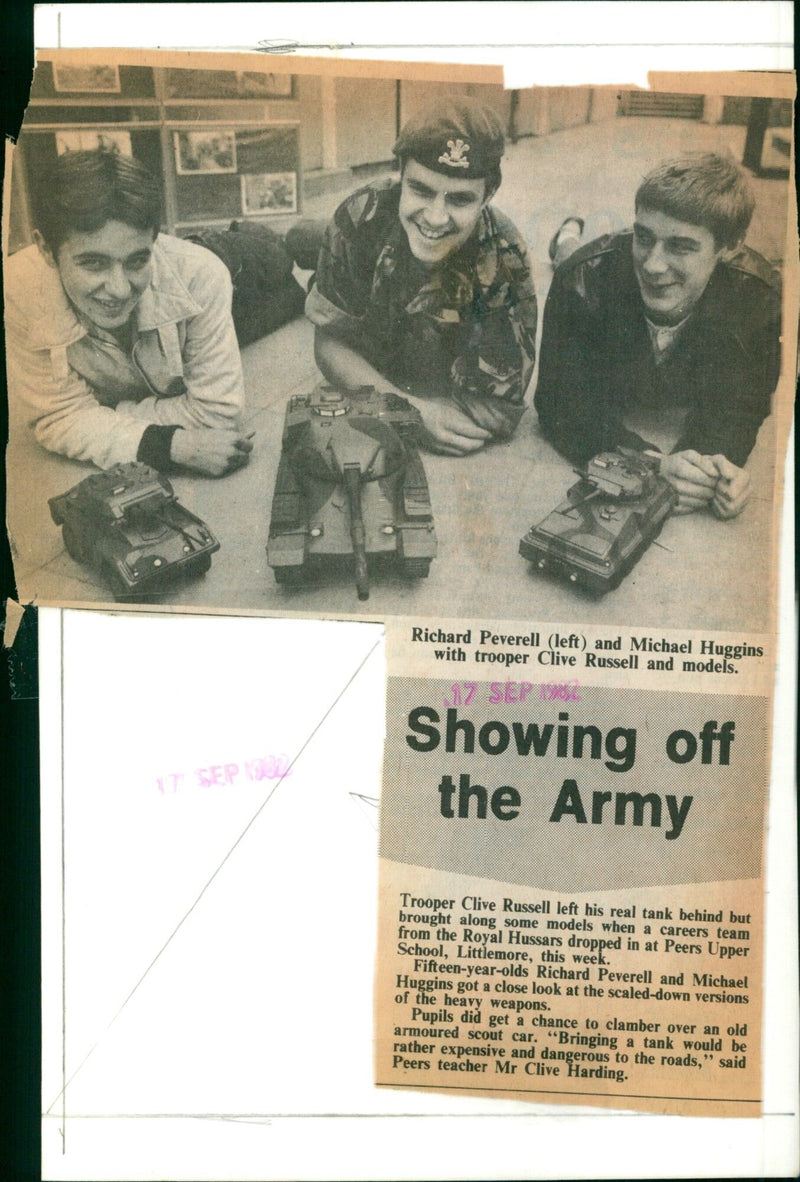 Richard Peverell (left) and Michael Huggins
with trooper Clive Russell and models.
17 SEP 1982
Showing off
the Army
17 SEP 1982
Trooper Clive Russell left his real tank behind but
brought along some models when a careers team
from the Royal Hussars dropped in at Peers Upper
School, Littlemore, this week.
Fifteen-year-olds Richard Peverell and Michael
Huggins got a close look at the scaled-down versions
of the heavy weapons.
Pupils did get a chance to clamber over an old
armoured scout car. “Bringing a tank would be
rather expensive and dangerous to the roads,” said
Peers teacher Mr Clive Harding.